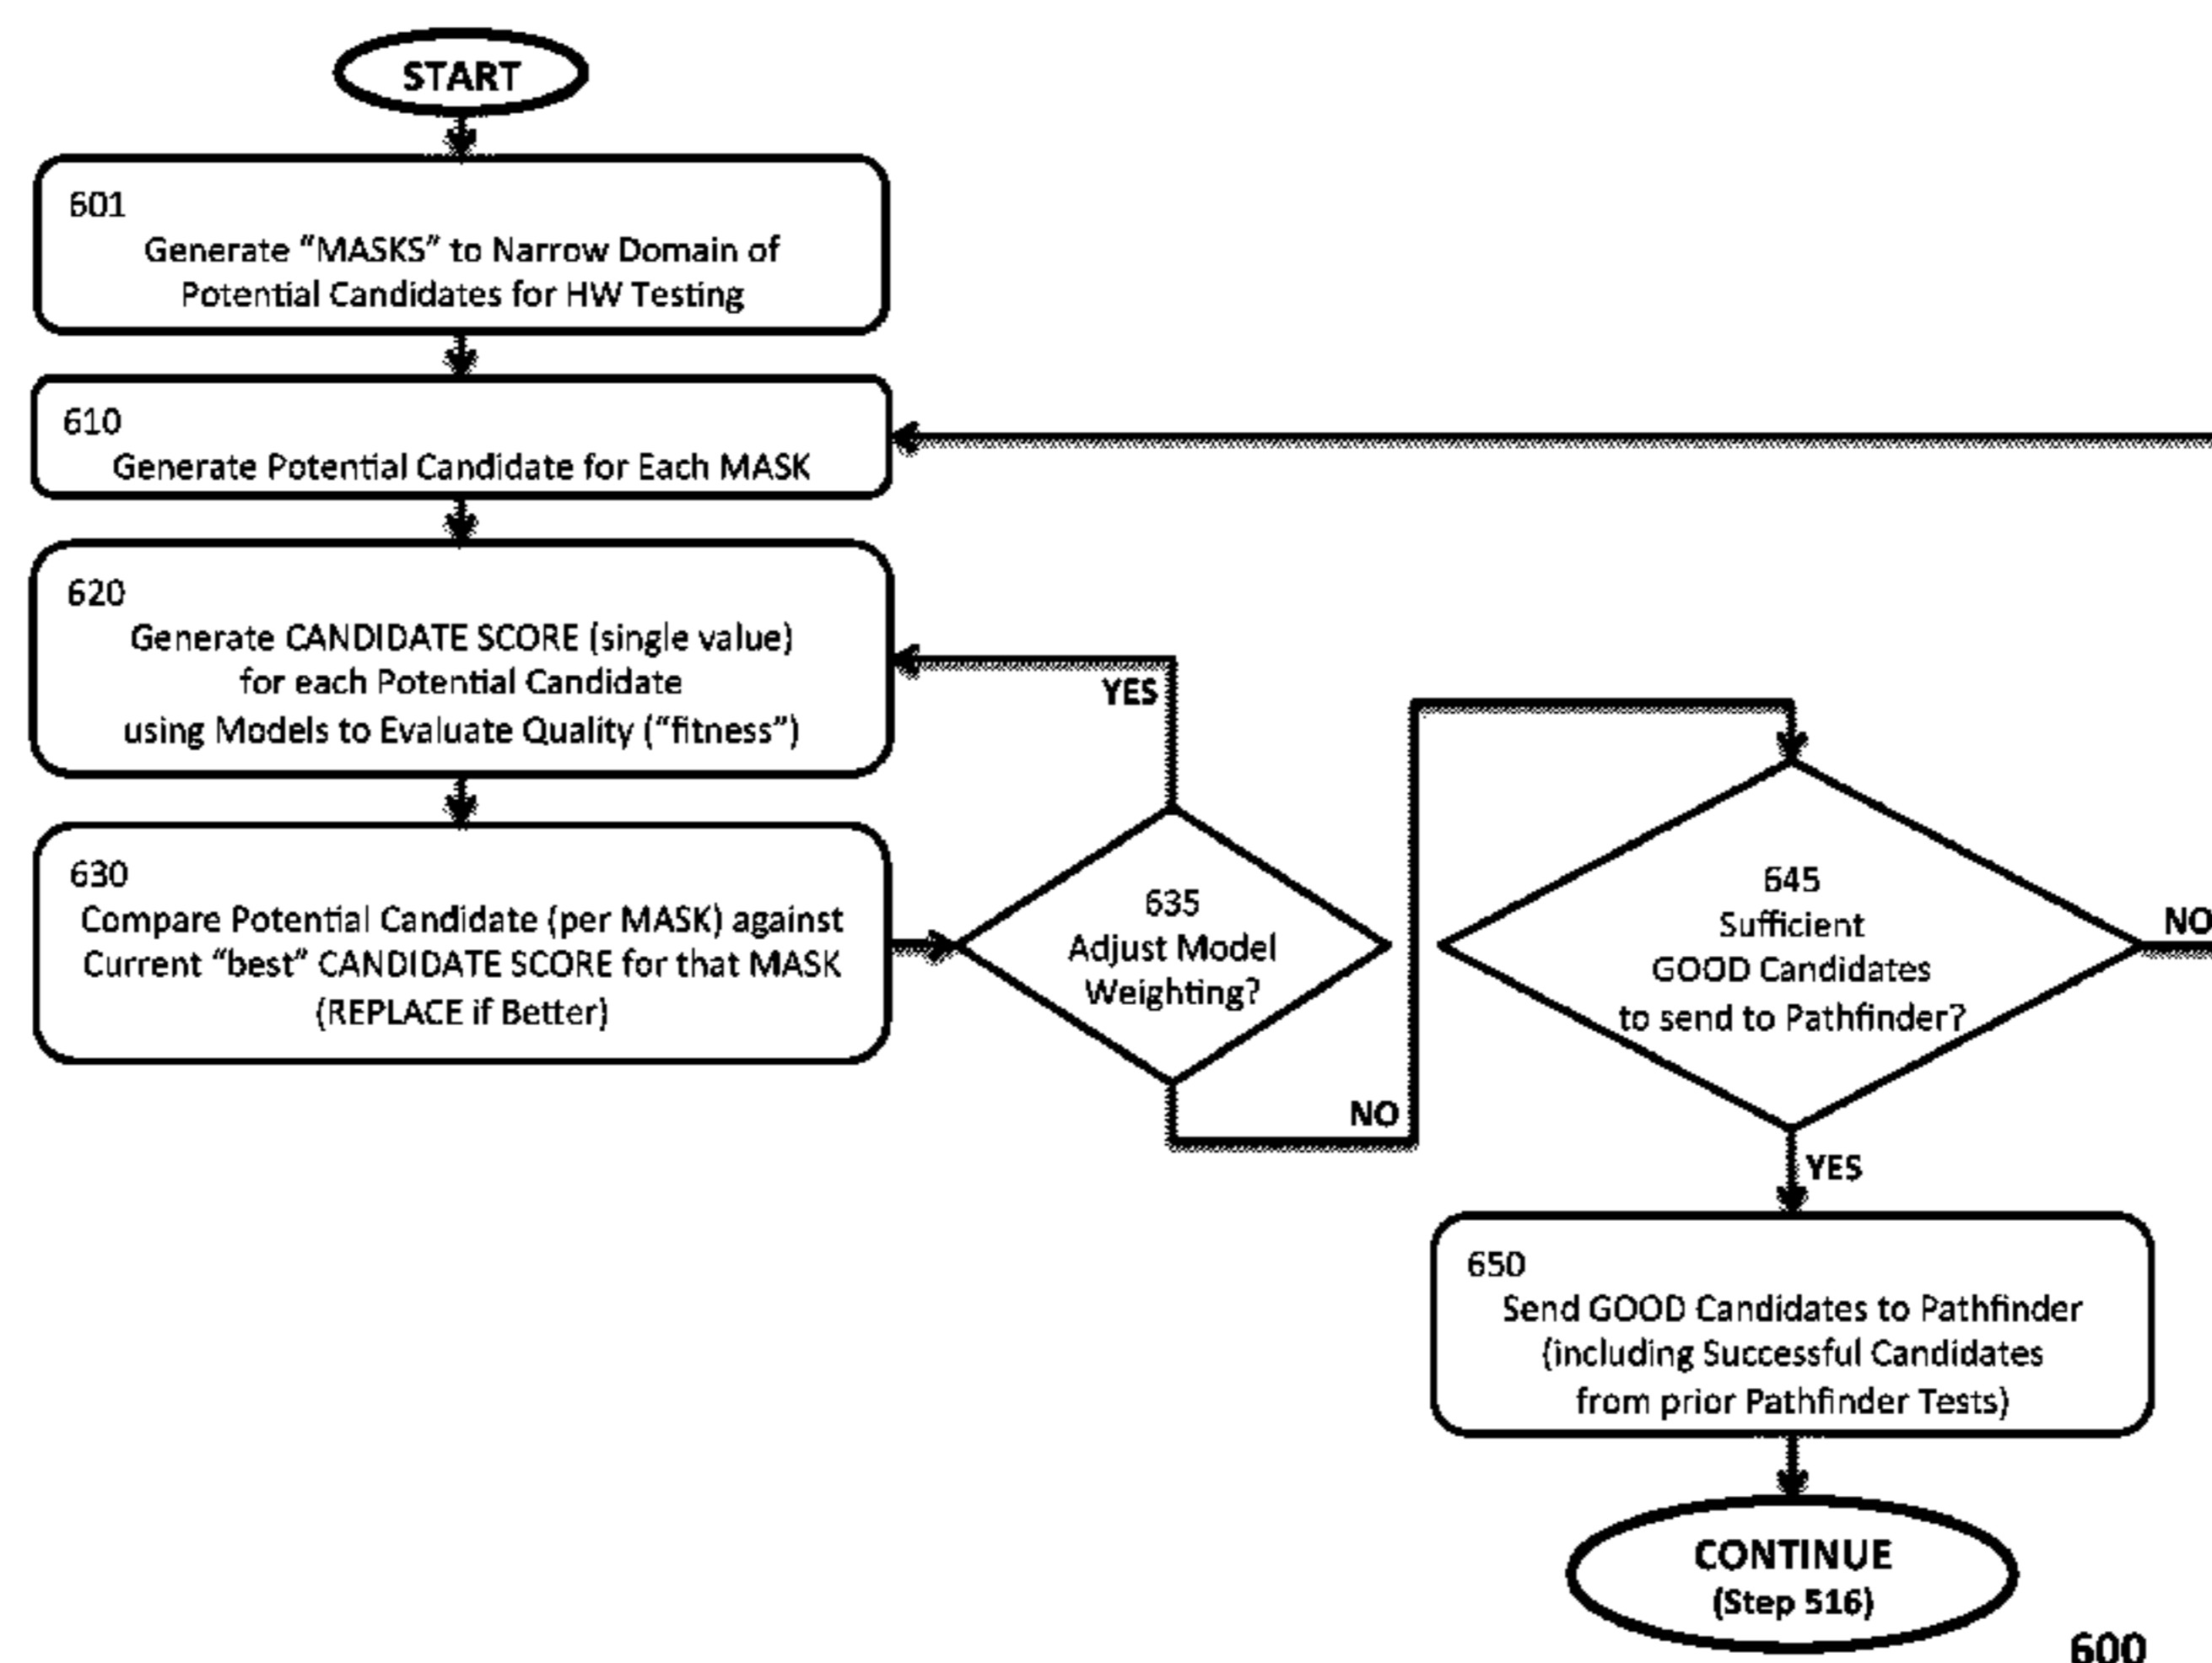 START
601
Generate “MASKS” to Narrow Domain of
Potential Candidates for HW Testing
610
Generate Potential Candidate for Each MASK
620
Generate CANDIDATE SCORE (single value)
for each Potential Candidate
using Models to Evaluate Quality (“fitness”)
630
Compare Potential Candidate (per MASK) against
Current “best” CANDIDATE SCORE for that MASK
(REPLACE if Better)
YES
635
Adjust Model
Weighting?
NO
645
Sufficient
GOOD Candidates
to send to Pathfinder?
NO
YES
650
Send GOOD Candidates to Pathfinder
(including Successful Candidates
from prior Pathfinder Tests)
CONTINUE
(Step 516)
600